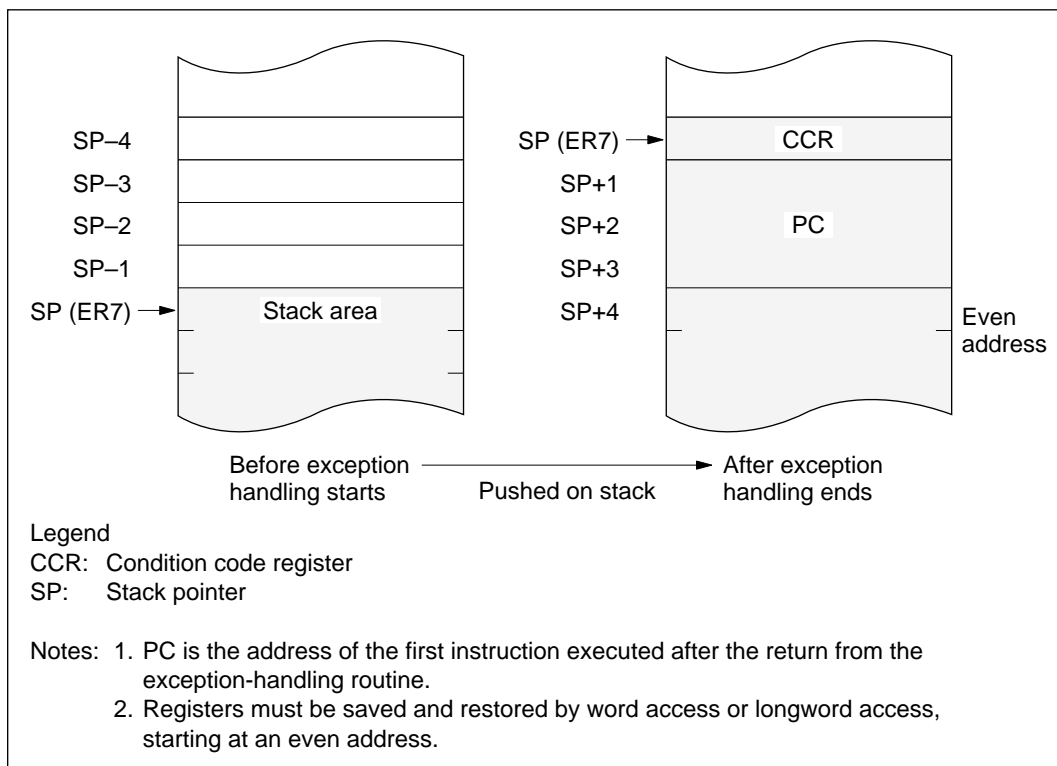 SP–4
SP–3
SP–2
SP–1
SP (ER7)
Stack area
SP (ER7)
SP+1
SP+2
SP+3
SP+4
CCR
PC
Even
address
Before exception
handling starts
Pushed on stack
After exception
handling ends
Legend
CCR: Condition code register
SP: Stack pointer
Notes: 1. PC is the address of the first instruction executed after the return from the
exception-handling routine.
2. Registers must be saved and restored by word access or longword access,
starting at an even address.